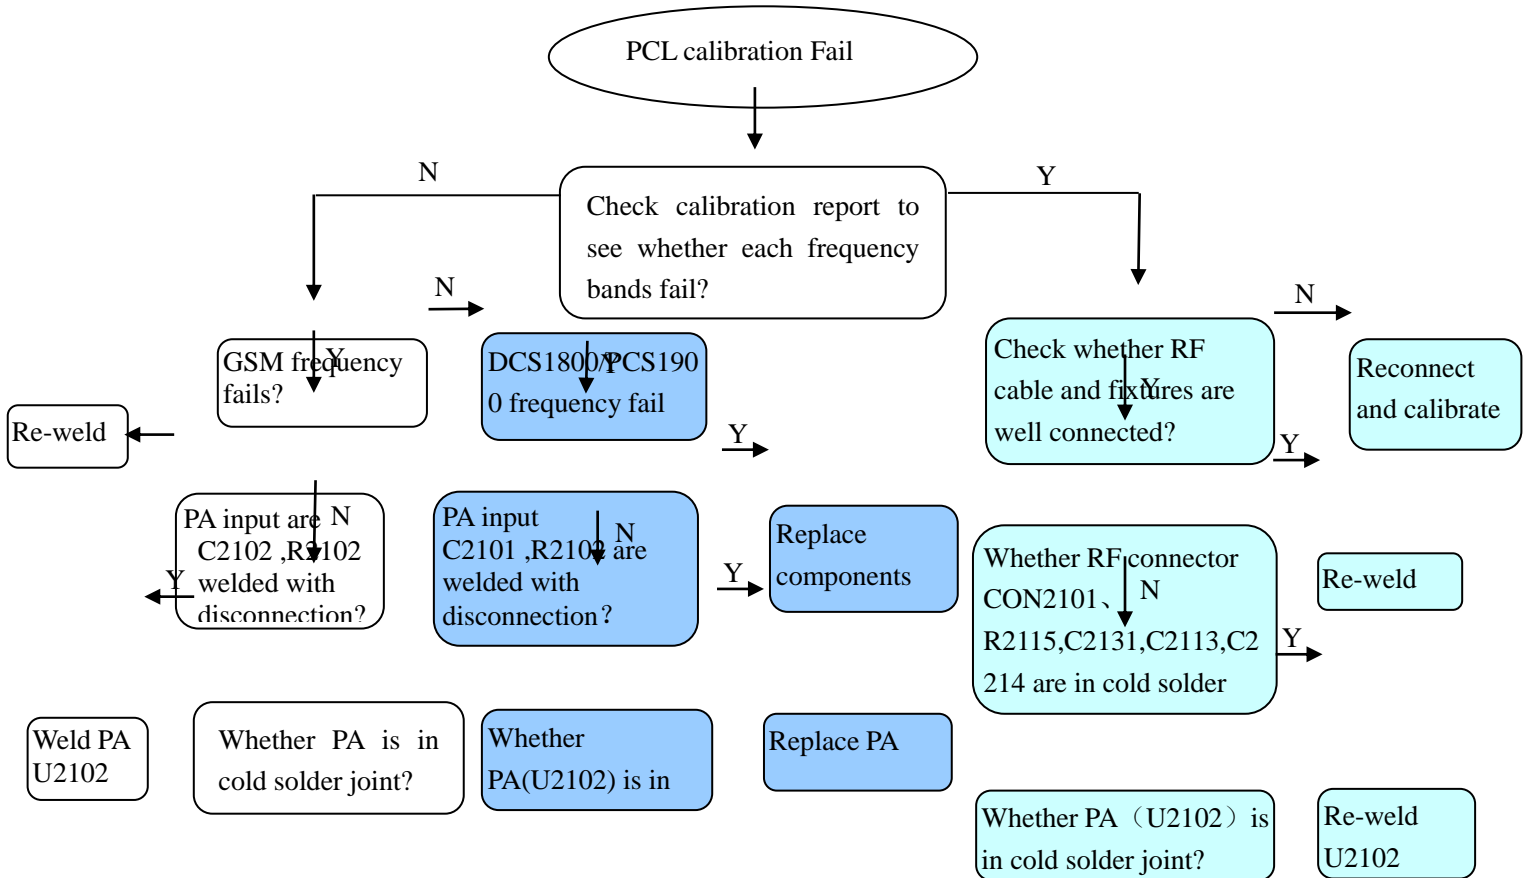 PCL calibration Fail
N
Y
Check calibration report to
see whether each frequency
bands fail?
N
N
GSM frequency
fails?
Y
DCS1800/PCS190
0 frequency fail
Y
Check whether RF
cable and fixtures are
well connected?
Y
Reconnect
and calibrate
Re-weld
Y
Y
PA input are
C2102 ,R2102
welded with
disconnection?
N
Y
PA input
C2101 ,R2102 are
welded with
disconnection?
N
Y
Replace
components
Whether RF connector
CON2101、
R2115,C2131,C2113,C2
214 are in cold solder
N
Y
Re-weld
Weld PA
U2102
Whether PA is in
cold solder joint?
Whether
PA(U2102) is in
Replace PA
Whether PA（U2102）is
in cold solder joint?
Re-weld
U2102